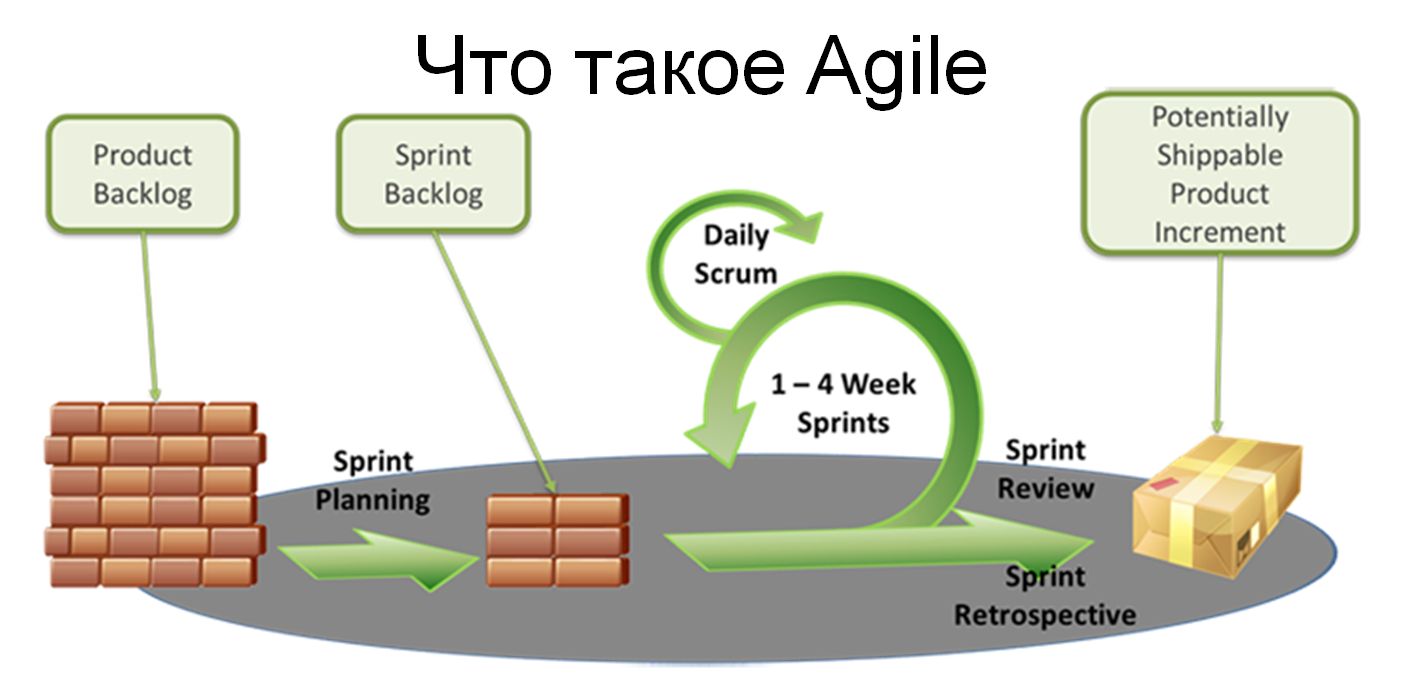 Что такое Agile
Product
Backlog
Sprint
Backlog
Potentially
Shippable
Product
Increment
Daily
Scrum
1 – 4 Week
Sprints
Sprint
Planning
Sprint
Review
Sprint
Retrospective